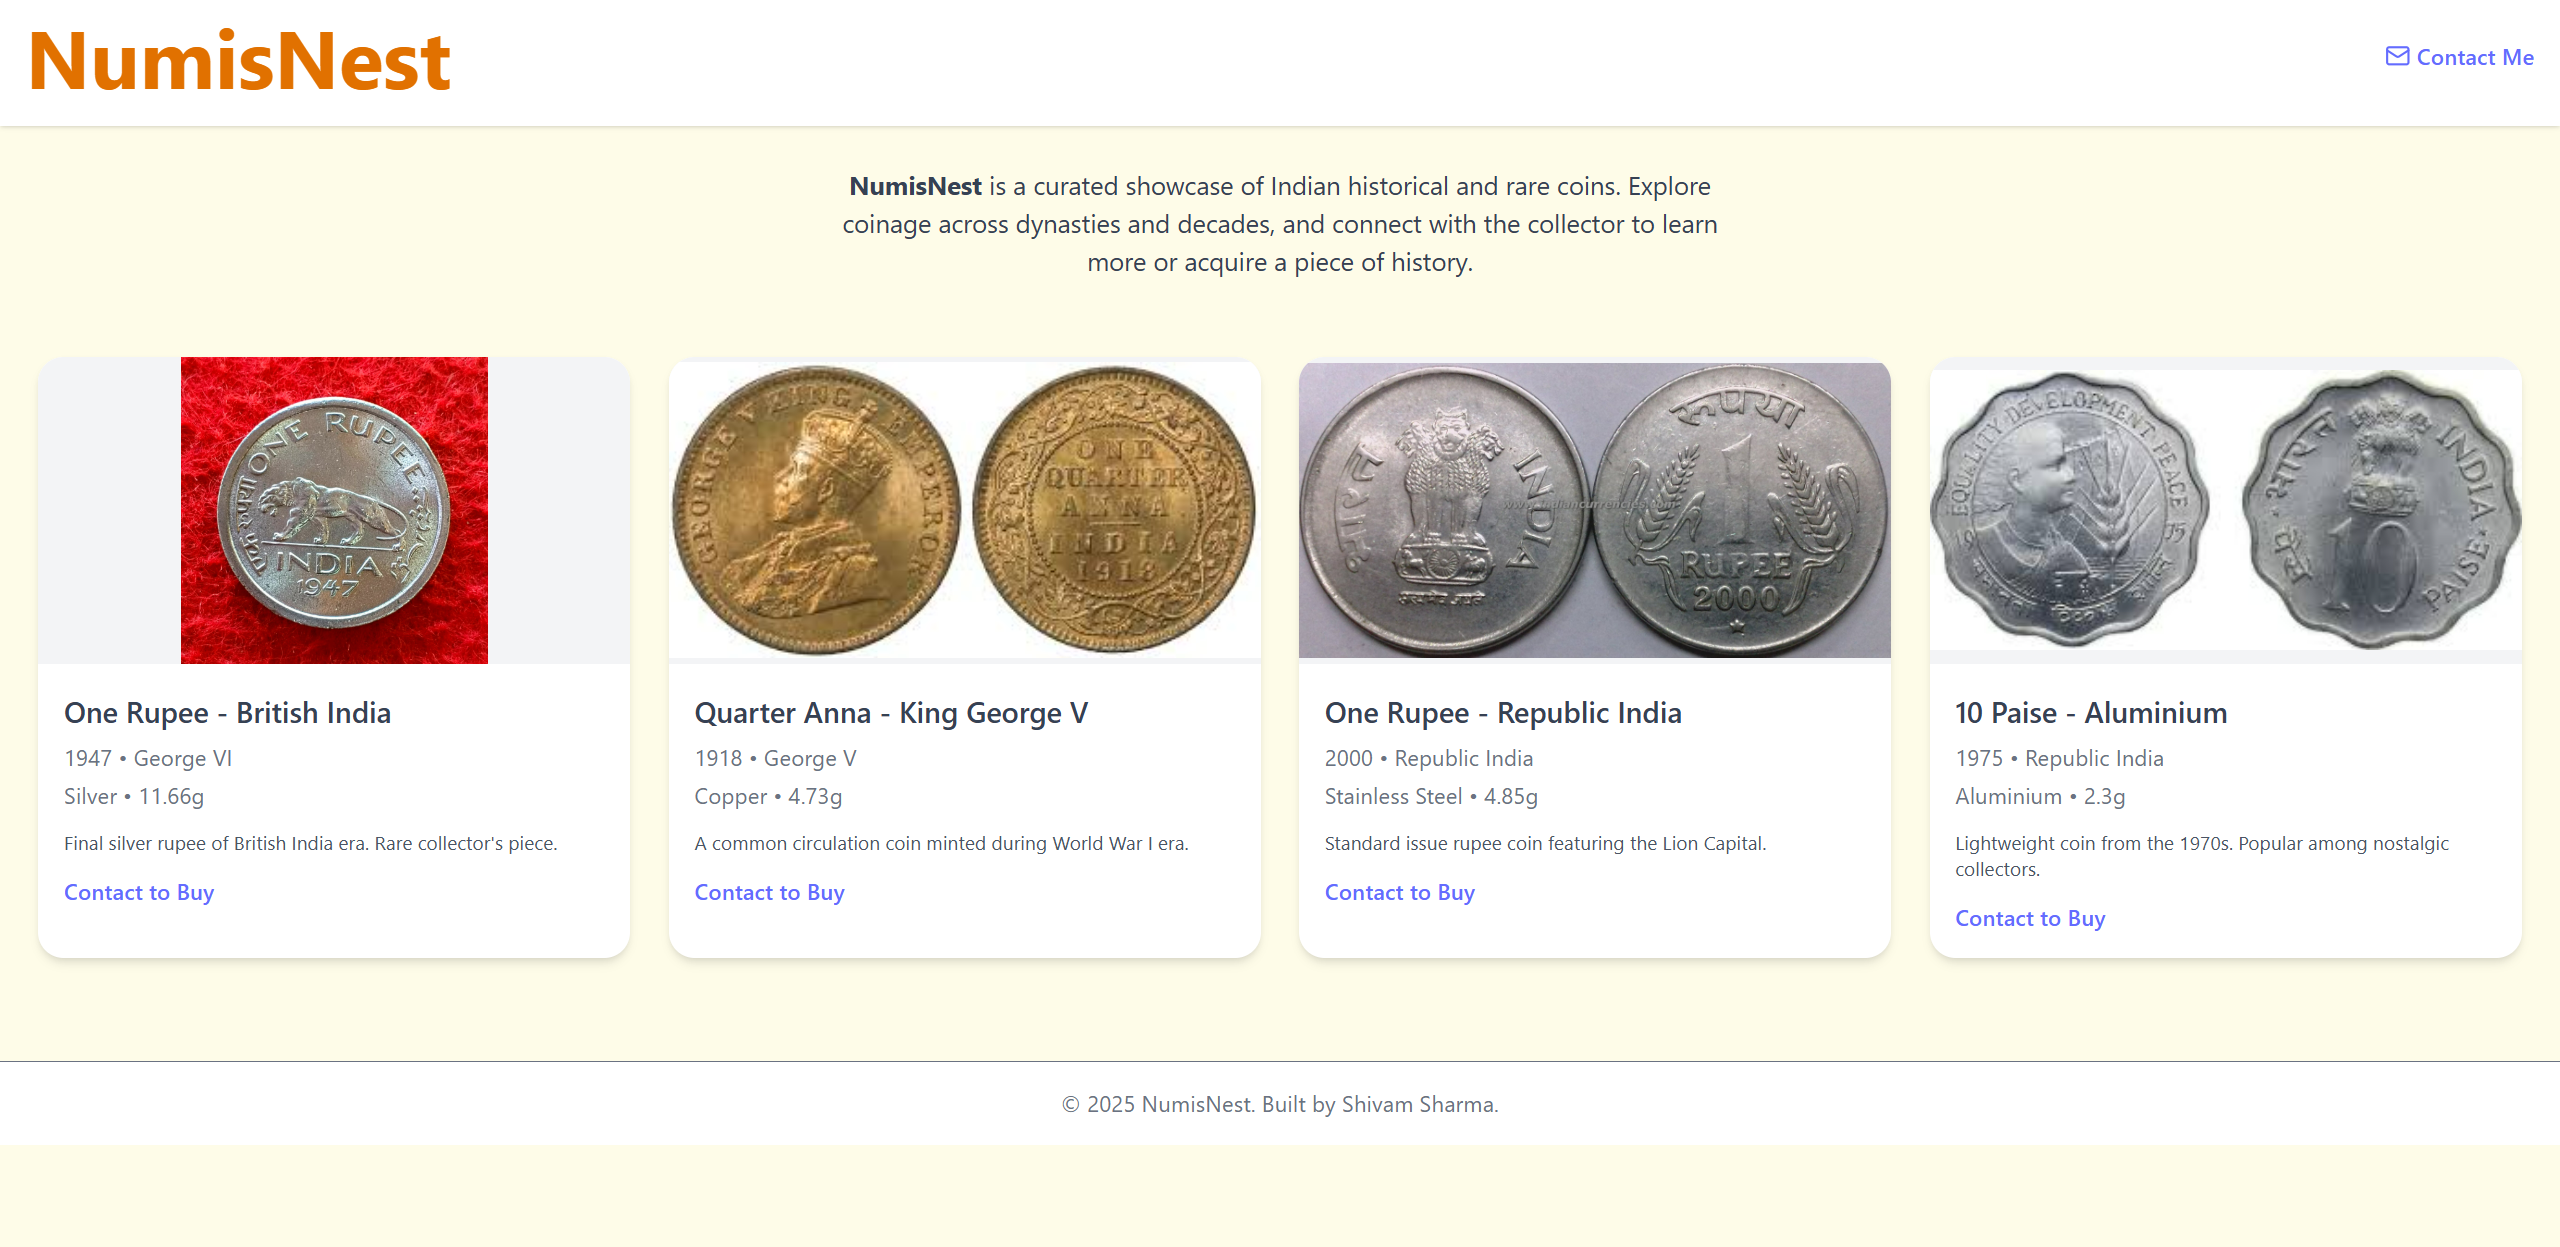 NumisNest
Contact Me
NumisNest is a curated showcase of Indian historical and rare coins. Explore
coinage across dynasties and decades, and connect with the collector to learn
more or acquire a piece of history.
ONE RUPEE
INDIA
1947
GEORGE V KING EMPEROR
ONE
QUARTER
ANNA
INDIA
1918
भारत
INDIA
सत्यमेव जयते
रूपया
1
RUPEE
2000
www.indiancurrencies.com
EQUALITY DEVELOPMENT PEACE
भारत
INDIA
पैसे
10
PAISE
One Rupee - British India
1947 • George VI
Silver • 11.66g
Final silver rupee of British India era. Rare collector's piece.
Contact to Buy
Quarter Anna - King George V
1918 • George V
Copper • 4.73g
A common circulation coin minted during World War I era.
Contact to Buy
One Rupee - Republic India
2000 • Republic India
Stainless Steel • 4.85g
Standard issue rupee coin featuring the Lion Capital.
Contact to Buy
10 Paise - Aluminium
1975 • Republic India
Aluminium • 2.3g
Lightweight coin from the 1970s. Popular among nostalgic
collectors.
Contact to Buy
© 2025 NumisNest. Built by Shivam Sharma.